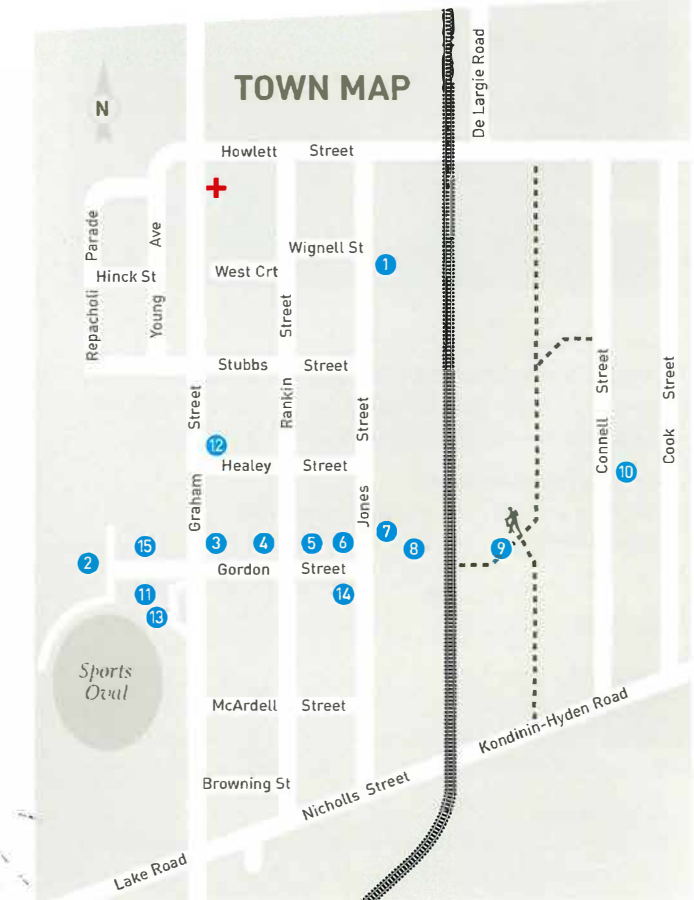 TOWN MAP
N
De Largie Road
Howlett Street
Wignell St
1
West Crt
Hinck St
Repacholi Parade
Young Ave
Rankin Street
Stubbs Street
Graham Street
Jones Street
Connell Street
Cook Street
12
Healey Street
10
15
3
4
5
6
7
8
9
2
Gordon Street
11
14
13
Sports
Oval
McArdell Street
Kondinin-Hyden Road
Browning St
Nicholls Street
Lake Road